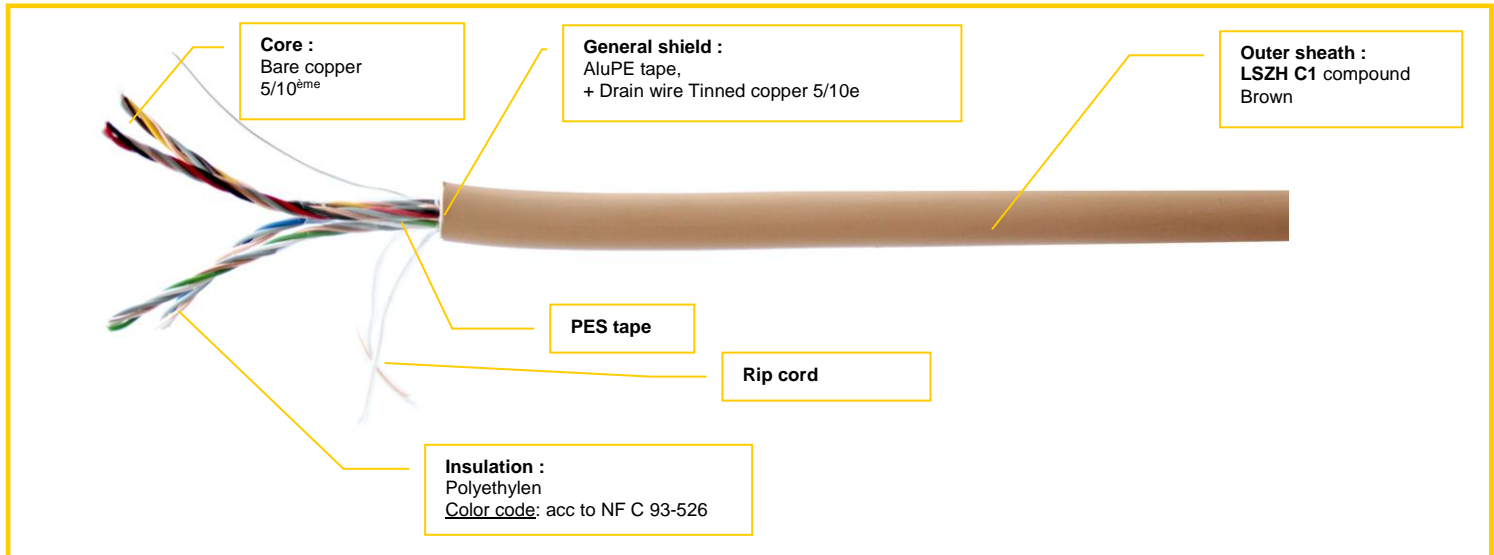 Core :
Bare copper
5/10ème
General shield :
AluPE tape,
+ Drain wire Tinned copper 5/10e
Outer sheath :
LSZH C1 compound
Brown
PES tape
Rip cord
Insulation :
Polyethylen
Color code: acc to NF C 93-526